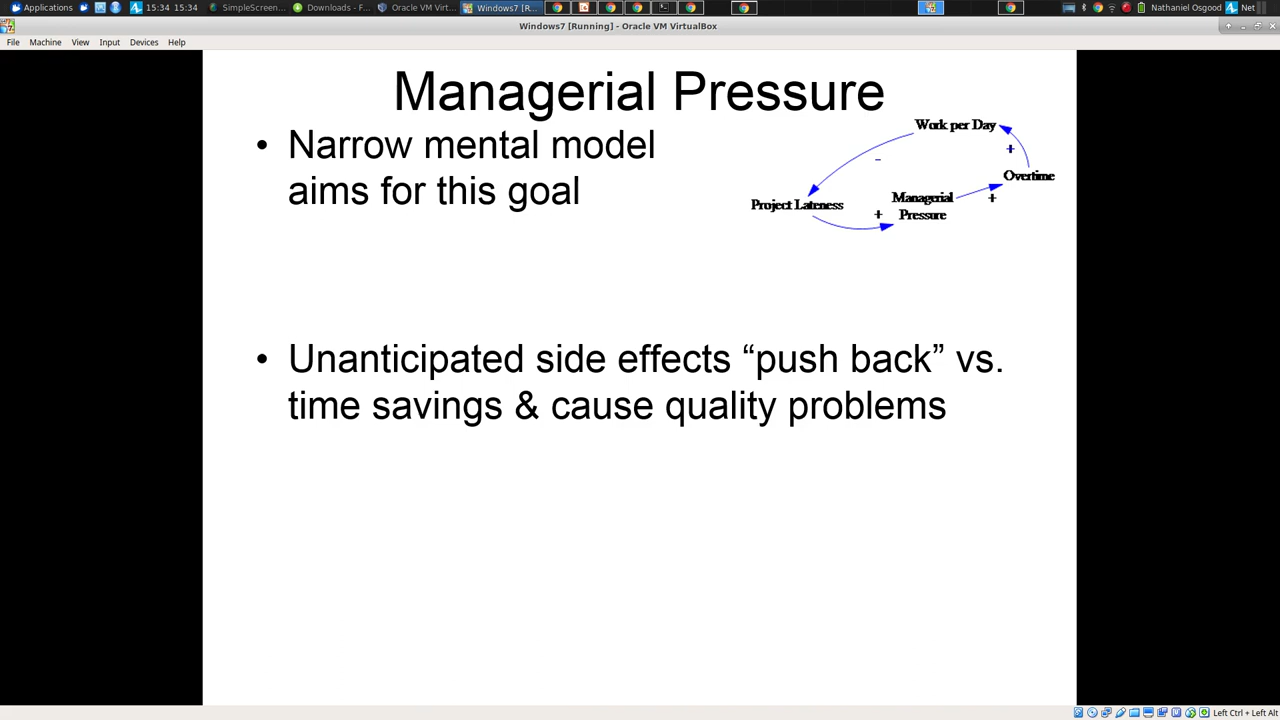 Applications
15:34 15:34
SimpleScreen...
Downloads - F...
Oracle VM Virt...
Windows7 [R...
Nathaniel Osgood
Net
Windows7 [Running] - Oracle VM VirtualBox
File Machine View Input Devices Help
Managerial Pressure
• Narrow mental model
aims for this goal
Work per Day
-
+
Overtime
Project Lateness
Managerial
Pressure
+
+
• Unanticipated side effects “push back” vs.
time savings & cause quality problems
Left Ctrl + Left Alt